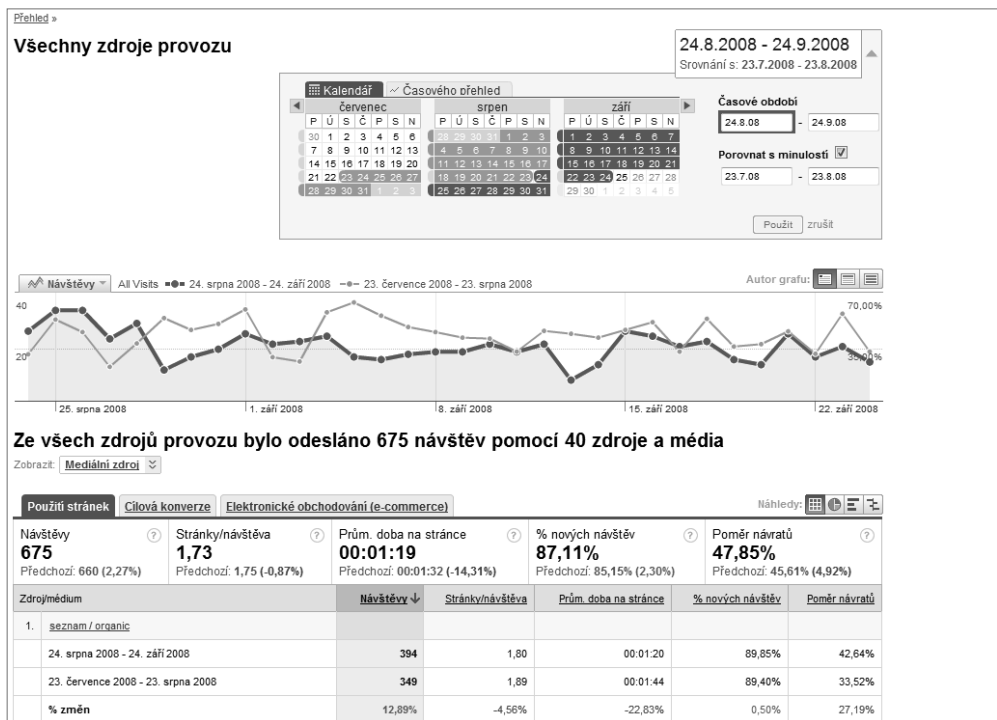 Přehled »
Všechny zdroje provozu
24.8.2008 - 24.9.2008
Srovnání s: 23.7.2008 - 23.8.2008
Kalendář Časového přehled
červenec srpen září
P Ú S Č P S N P Ú S Č P S N P Ú S Č P S N
30 1 2 3 4 5 6 28 29 30 31 1 2 3 1 2 3 4 5 6 7
7 8 9 10 11 12 13 4 5 6 7 8 9 10 8 9 10 11 12 13 14
14 15 16 17 18 19 20 11 12 13 14 15 16 17 15 16 17 18 19 20 21
21 22 23 24 25 26 27 18 19 20 21 22 23 24 22 23 24 25 26 27 28
28 29 30 31 1 2 3 25 26 27 28 29 30 31 29 30 1 2 3 4 5
Časové období
24.8.08 - 24.9.08
Porovnat s minulostí
23.7.08 - 23.8.08
Použít zrušit
Návštěvy All Visits 24. srpna 2008 - 24. září 2008 23. července 2008 - 23. srpna 2008
Autor grafu:
40 70,00%
20 35,00%
25. srpna 2008 1. září 2008 8. září 2008 15. září 2008 22. září 2008
Ze všech zdrojů provozu bylo odesláno 675 návštěv pomocí 40 zdroje a média
Zobrazit: Mediální zdroj
Použití stránek Cílová konverze Elektronické obchodování (e-commerce) Náhledy:
Návštěvy ? Stránky/návštěva ? Prům. doba na stránce ? % nových návštěv ? Poměr návratů ?
675 1,73 00:01:19 87,11% 47,85%
Předchozí: 660 (2,27%) Předchozí: 1,75 (-0,87%) Předchozí: 00:01:32 (-14,31%) Předchozí: 85,15% (2,30%) Předchozí: 45,61% (4,92%)
Zdroj/médium Návštěvy ↓ Stránky/návštěva Prům. doba na stránce % nových návštěv Poměr návratů
1. seznam / organic
24. srpna 2008 - 24. září 2008 394 1,80 00:01:20 89,85% 42,64%
23. července 2008 - 23. srpna 2008 349 1,89 00:01:44 89,40% 33,52%
% změn 12,89% -4,56% -22,83% 0,50% 27,19%